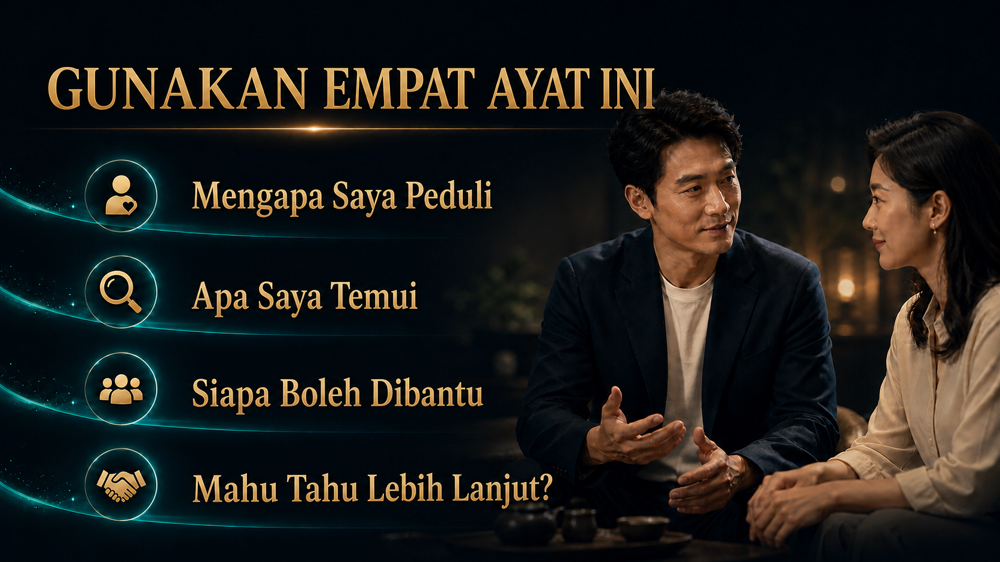 GUNAKAN EMPAT AYAT INI
Mengapa Saya Peduli
Apa Saya Temui
Siapa Boleh Dibantu
Mahu Tahu Lebih Lanjut?